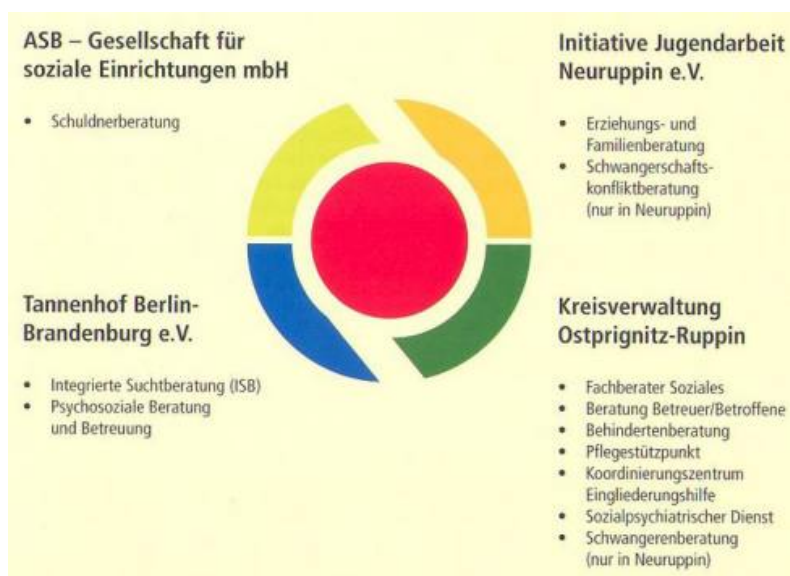 ASB – Gesellschaft für
soziale Einrichtungen mbH
• Schuldnerberatung
Initiative Jugendarbeit
Neuruppin e.V.
• Erziehungs- und
Familienberatung
• Schwangerschafts-
konfliktberatung
(nur in Neuruppin)
Tannenhof Berlin-
Brandenburg e.V.
• Integrierte Suchtberatung (ISB)
• Psychosoziale Beratung
und Betreuung
Kreisverwaltung
Ostprignitz-Ruppin
• Fachberater Soziales
• Beratung Betreuer/Betroffene
• Behindertenberatung
• Pflegestützpunkt
• Koordinierungszentrum
Eingliederungshilfe
• Sozialpsychiatrischer Dienst
• Schwangerenberatung
(nur in Neuruppin)